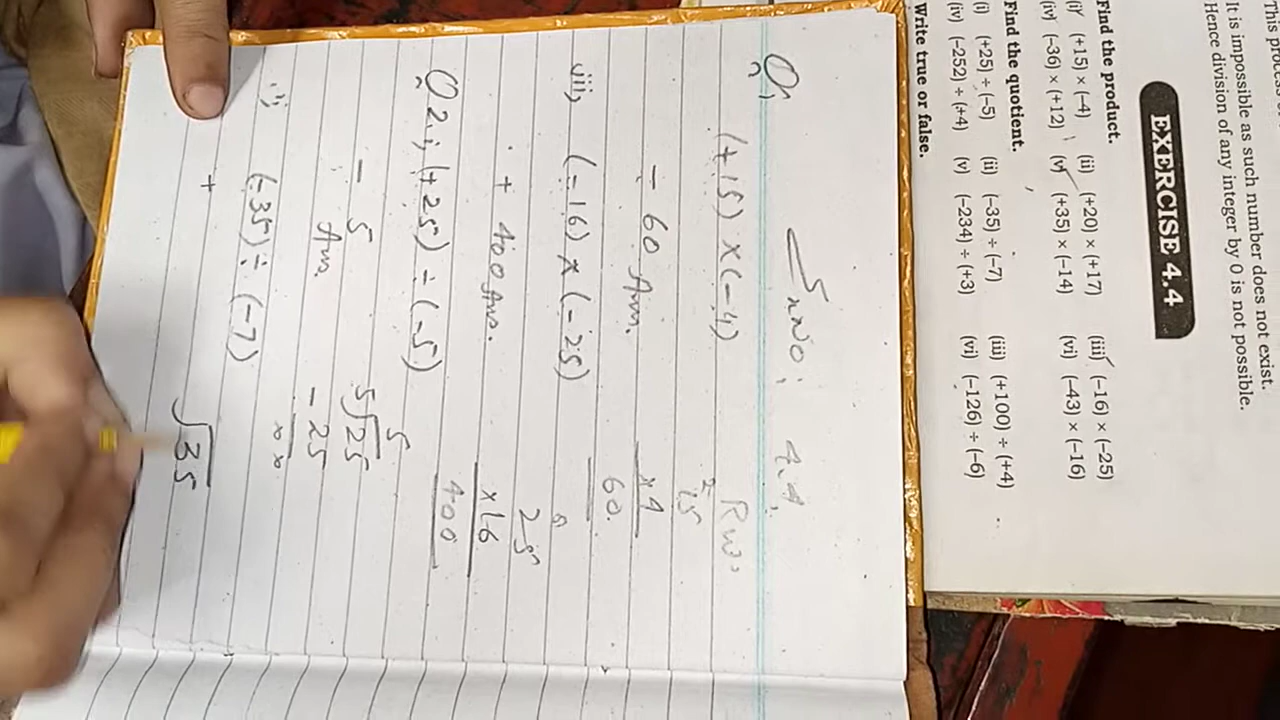 It is impossible as such number does not exist.
Hence division of any integer by 0 is not possible.
EXERCISE 4.4
Find the product.
(i) (+15) × (−4) (ii) (+20) × (+17) (iii) (−16) × (−25)
(iv) (−36) × (+12) (v) (+35) × (−14) (vi) (−43) × (−16)
Find the quotient.
(i) (+25) ÷ (−5) (ii) (−35) ÷ (−7) (iii) (+100) ÷ (+4)
(iv) (−252) ÷ (+4) (v) (−234) ÷ (+3) (vi) (−126) ÷ (−6)
Write true or false.
4.4
Q1
(+15) × (−4)
− 60 Ans.
Rw.
2
15
×4
60.
iii, (−16) × (−25)
+ 400 Ans.
25
×16
400
Q2. i, (+25) ÷ (−5)
− 5
Ans.
5
5√25
− 25
××
ii, (−35) ÷ (−7)
+
√35